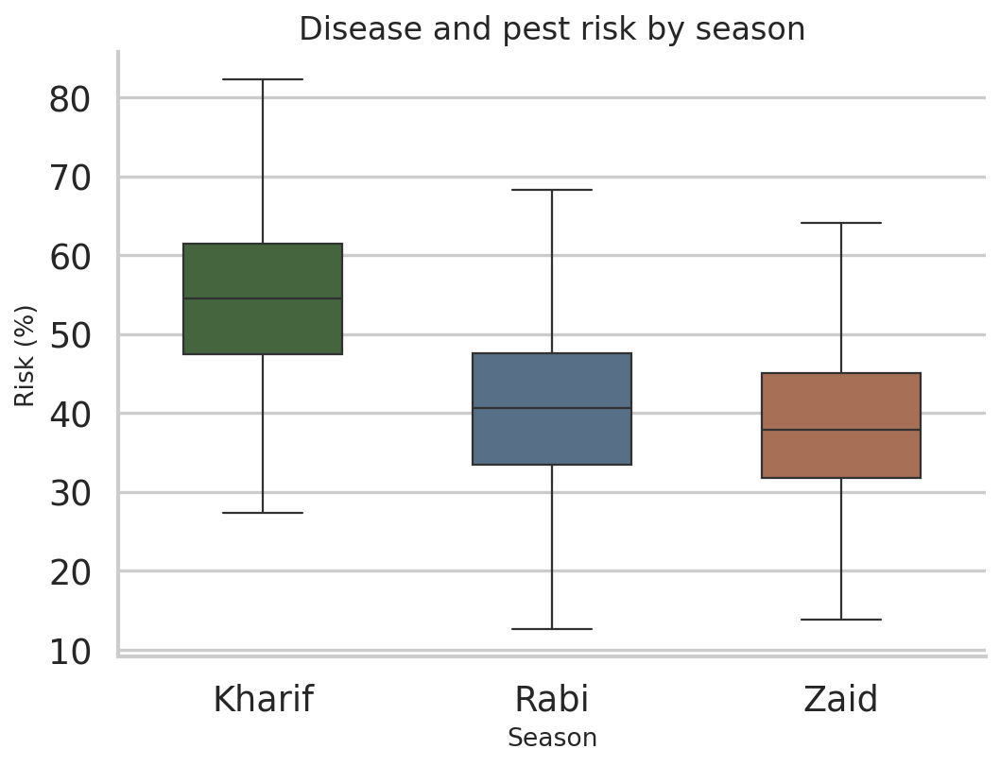 Disease and pest risk by season
Risk (%)
80
70
60
50
40
30
20
10
Kharif
Rabi
Zaid
Season